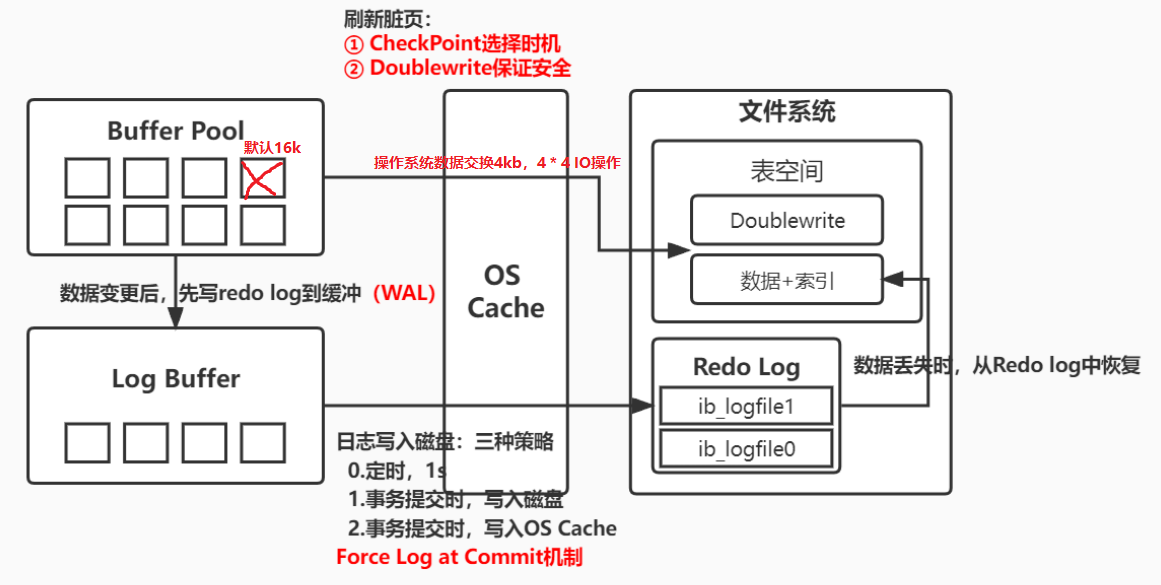 刷新脏页：
① CheckPoint选择时机
② Doublewrite保证安全
Buffer Pool
默认16k
操作系统数据交换4kb，4 * 4 IO操作
数据变更后，先写redo log到缓冲（WAL）
Log Buffer
OS
Cache
文件系统
表空间
Doublewrite
数据+索引
Redo Log
ib_logfile1
ib_logfile0
数据丢失时，从Redo log中恢复
日志写入磁盘：三种策略
0.定时，1s
1.事务提交时，写入磁盘
2.事务提交时，写入OS Cache
Force Log at Commit机制